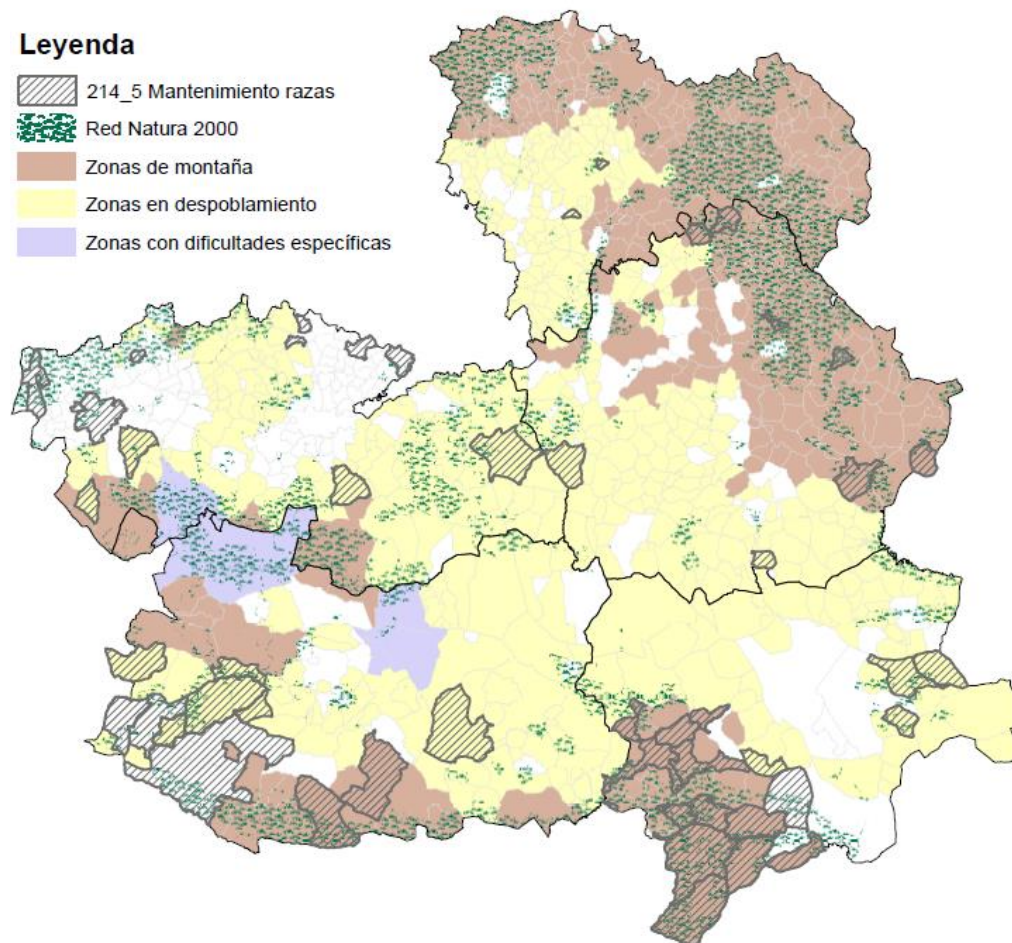 Leyenda
214_5 Mantenimiento razas
Red Natura 2000
Zonas de montaña
Zonas en despoblamiento
Zonas con dificultades específicas